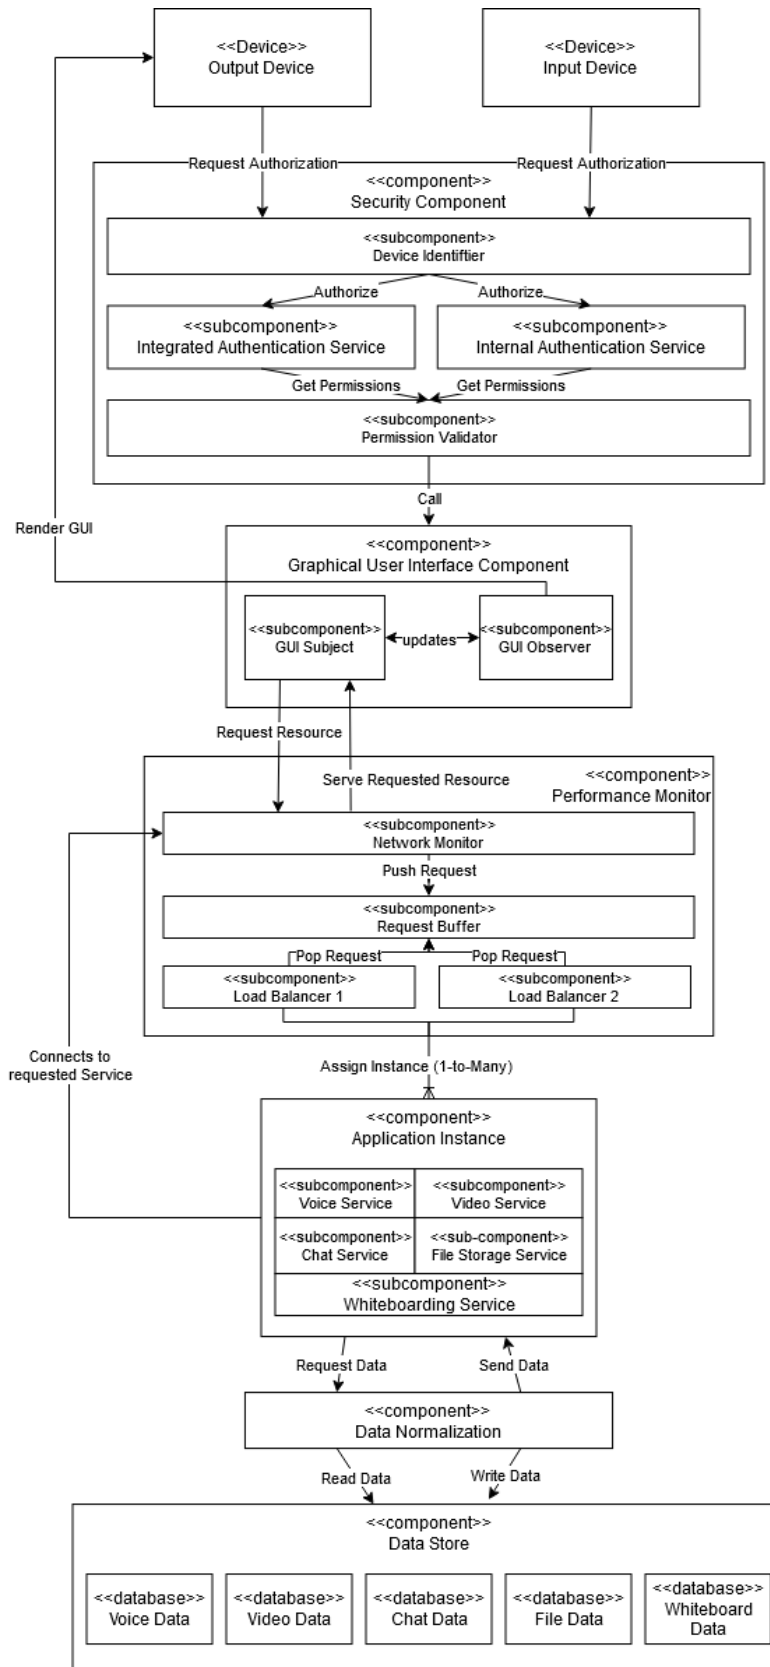 <<Device>>
Output Device
<<Device>>
Input Device
Request Authorization
Request Authorization
<<component>>
Security Component
<<subcomponent>>
Device Identiftier
Authorize
Authorize
<<subcomponent>>
Integrated Authentication Service
<<subcomponent>>
Internal Authentication Service
Get Permissions
Get Permissions
<<subcomponent>>
Permission Validator
Call
Render GUI
<<component>>
Graphical User Interface Component
<<subcomponent>>
GUI Subject
updates
<<subcomponent>>
GUI Observer
Request Resource
Serve Requested Resource
<<component>>
Performance Monitor
<<subcomponent>>
Network Monitor
Push Request
<<subcomponent>>
Request Buffer
Pop Request
Pop Request
<<subcomponent>>
Load Balancer 1
<<subcomponent>>
Load Balancer 2
Connects to
requested Service
Assign Instance (1-to-Many)
<<component>>
Application Instance
<<subcomponent>>
Voice Service
<<subcomponent>>
Video Service
<<subcomponent>>
Chat Service
<<sub-component>>
File Storage Service
<<subcomponent>>
Whiteboarding Service
Request Data
Send Data
<<component>>
Data Normalization
Read Data
Write Data
<<component>>
Data Store
<<database>>
Voice Data
<<database>>
Video Data
<<database>>
Chat Data
<<database>>
File Data
<<database>>
Whiteboard
Data